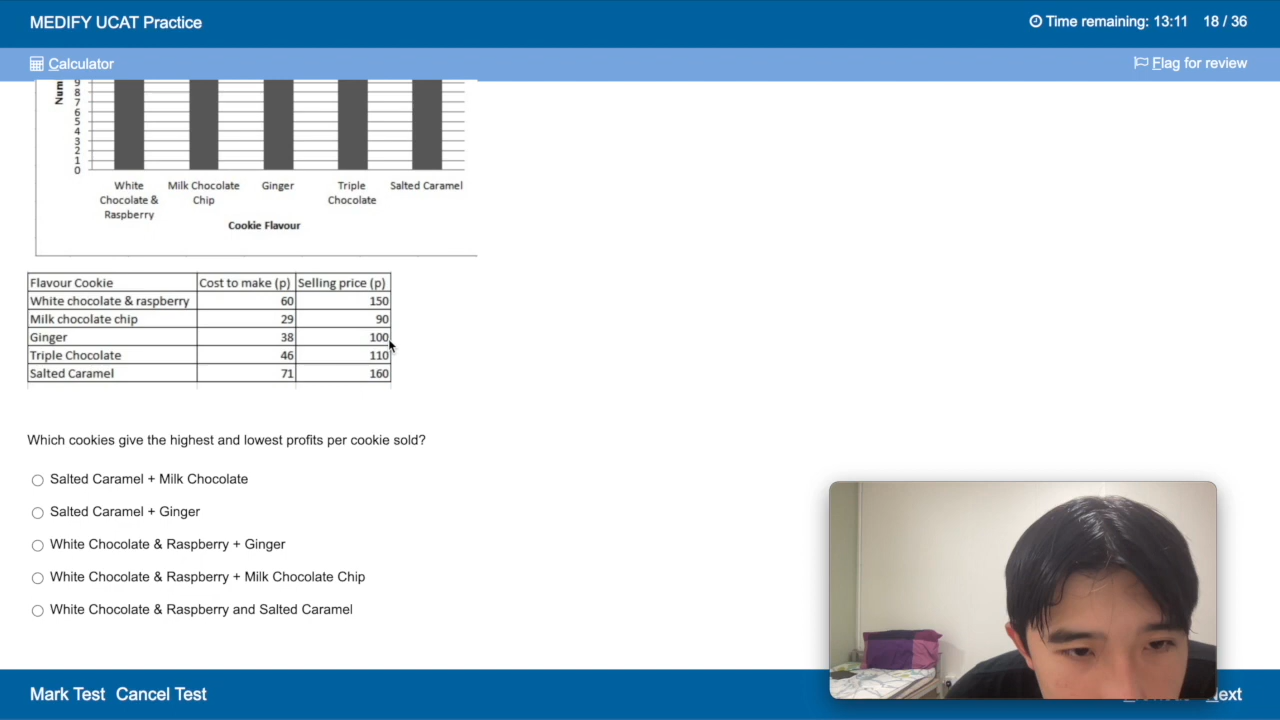 MEDIFY UCAT Practice
Time remaining: 13:11 18 / 36
Calculator
Flag for review
Num
9
8
7
6
5
4
3
2
1
0
White Chocolate & Raspberry
Milk Chocolate Chip
Ginger
Triple Chocolate
Salted Caramel
Cookie Flavour
Flavour Cookie Cost to make (p) Selling price (p)
White chocolate & raspberry 60 150
Milk chocolate chip 29 90
Ginger 38 100
Triple Chocolate 46 110
Salted Caramel 71 160
Which cookies give the highest and lowest profits per cookie sold?
Salted Caramel + Milk Chocolate
Salted Caramel + Ginger
White Chocolate & Raspberry + Ginger
White Chocolate & Raspberry + Milk Chocolate Chip
White Chocolate & Raspberry and Salted Caramel
Mark Test Cancel Test
ext